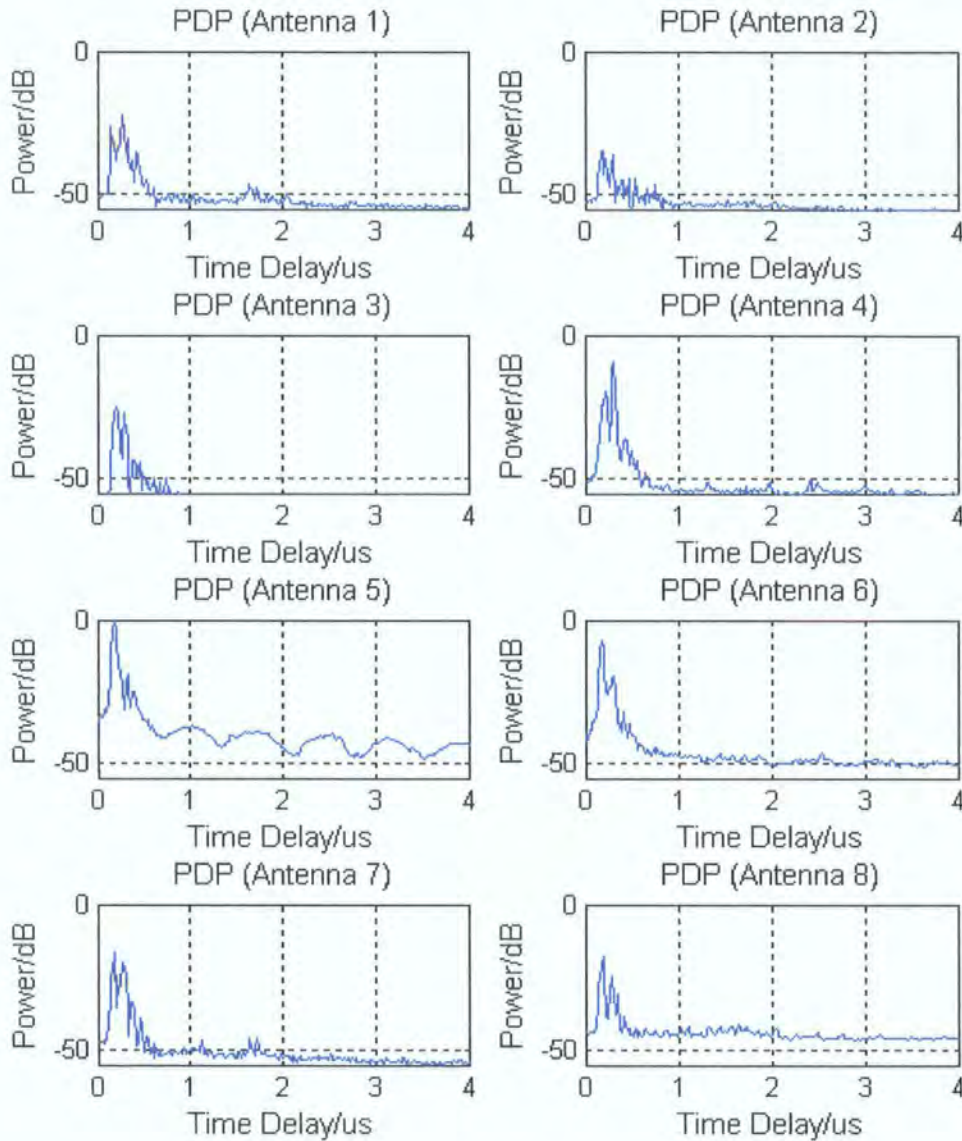 PDP (Antenna 1)
0
-50
Power/dB
0 1 2 3 4
Time Delay/us
PDP (Antenna 2)
0
-50
Power/dB
0 1 2 3 4
Time Delay/us
PDP (Antenna 3)
0
-50
Power/dB
0 1 2 3 4
Time Delay/us
PDP (Antenna 4)
0
-50
Power/dB
0 1 2 3 4
Time Delay/us
PDP (Antenna 5)
0
-50
Power/dB
0 1 2 3 4
Time Delay/us
PDP (Antenna 6)
0
-50
Power/dB
0 1 2 3 4
Time Delay/us
PDP (Antenna 7)
0
-50
Power/dB
0 1 2 3 4
Time Delay/us
PDP (Antenna 8)
0
-50
Power/dB
0 1 2 3 4
Time Delay/us